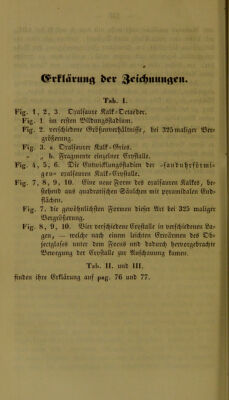 Erklärung der Zeichnungen.
Tab. I.
Fig. 1, 2, 3. Oxalsaure Kalk-Octaeder.
Fig. 1 im ersten Bildungsstadium.
Fig. 2. verschiedene Größenverhältnisse, bei 325maliger Ver-
größerung.
Fig. 3. a. Oxalsaurer Kalk-Gries.
" " b. Fragmente einzelner Crystalle.
Fig. 4, 5, 6. Die Entwicklungsstadien der «sanduhrförmi-
gen» oxalsauren Kalk-Crystalle.
Fig. 7, 8, 9, 10. Eine neue Form des oxalsauren Kalkes, be-
stehend aus quadratischen Säulchen mit pyramidalen End-
flächen.
Fig. 7. die gewöhnlichsten Formen dieser Art bei 325 maliger
Vergrößerung.
Fig. 8, 9, 10. Vier verschiedene Crystalle in verschiedenen La-
gen, — welche nach einem leichten Erwärmen des Ob-
jectglases unter dem Focus und dadurch hervorgebrachte
Bewegung der Crystalle zur Anschauung kamen.
Tab. II. und III.
finden ihre Erklärung auf pag. 76 und 77.